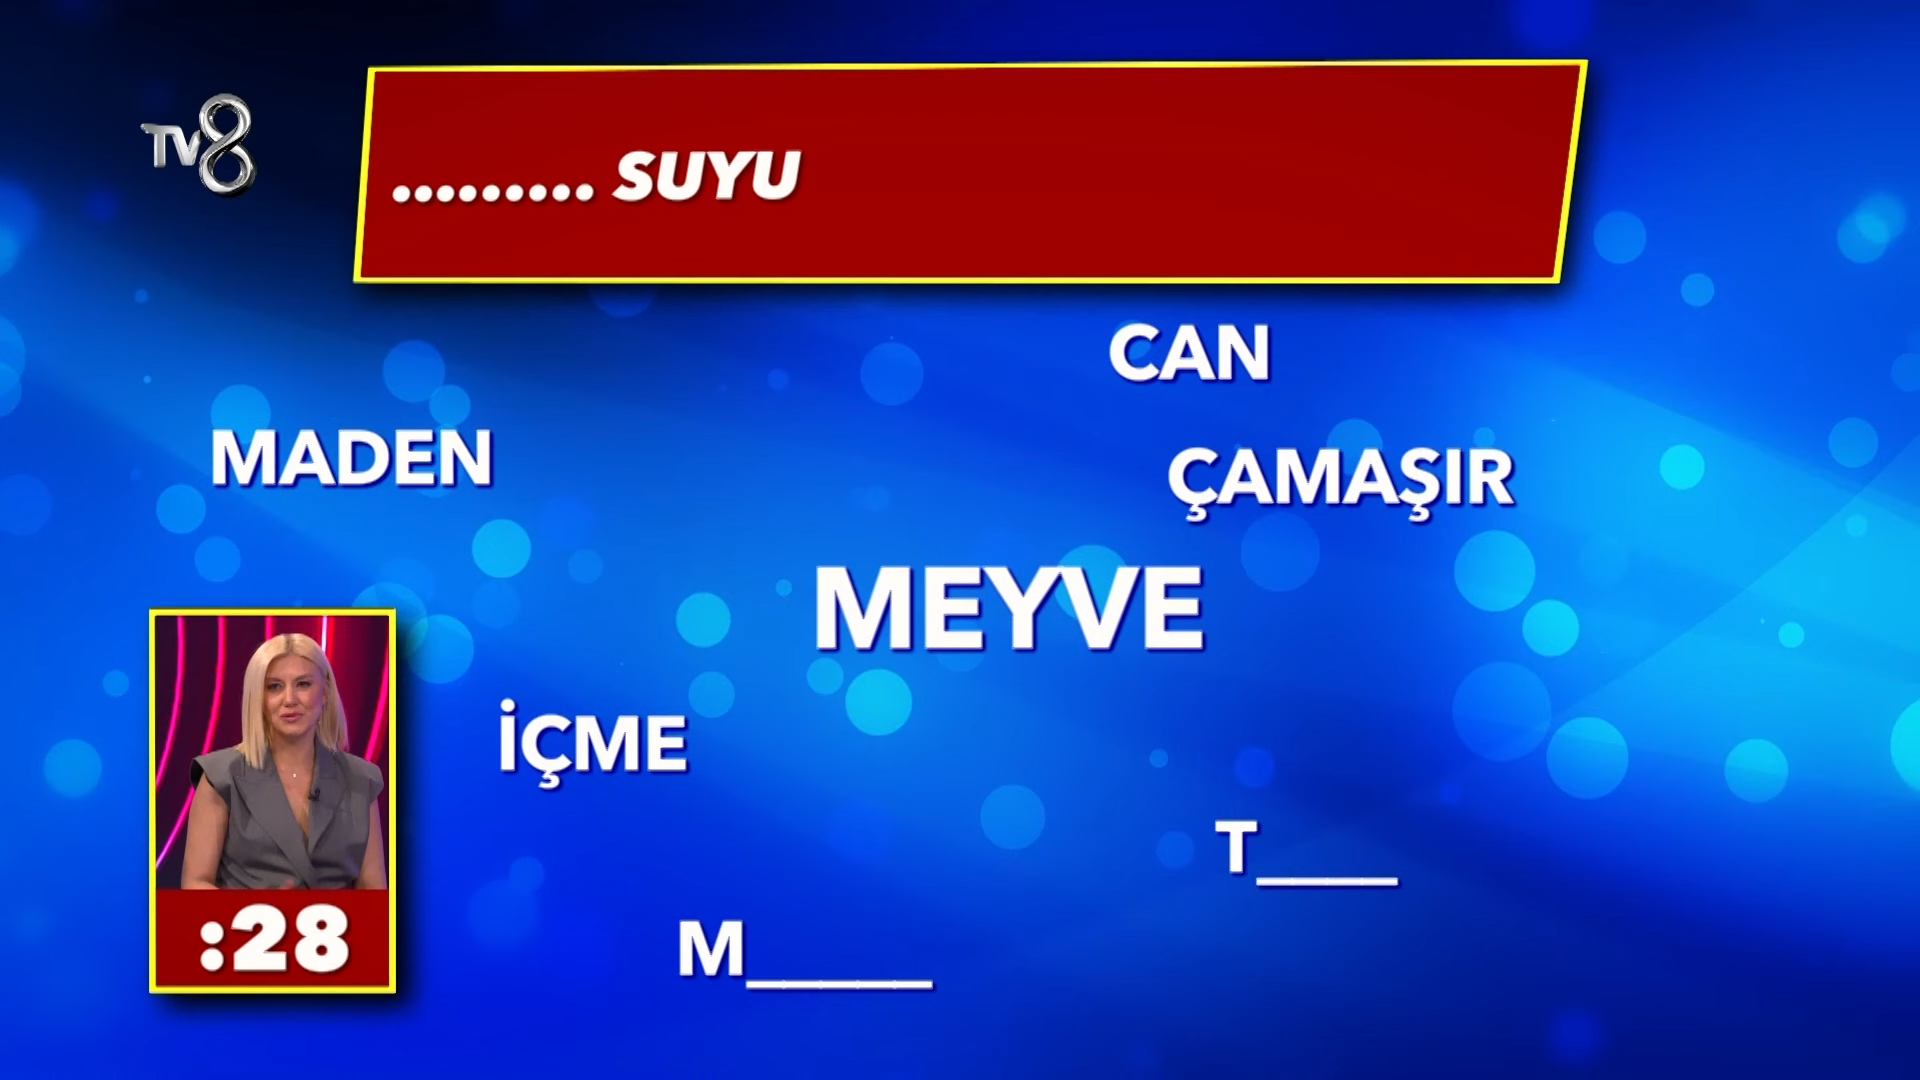 TV8
......... SUYU
CAN
MADEN
ÇAMAŞIR
MEYVE
İÇME
T____
M_____
:28